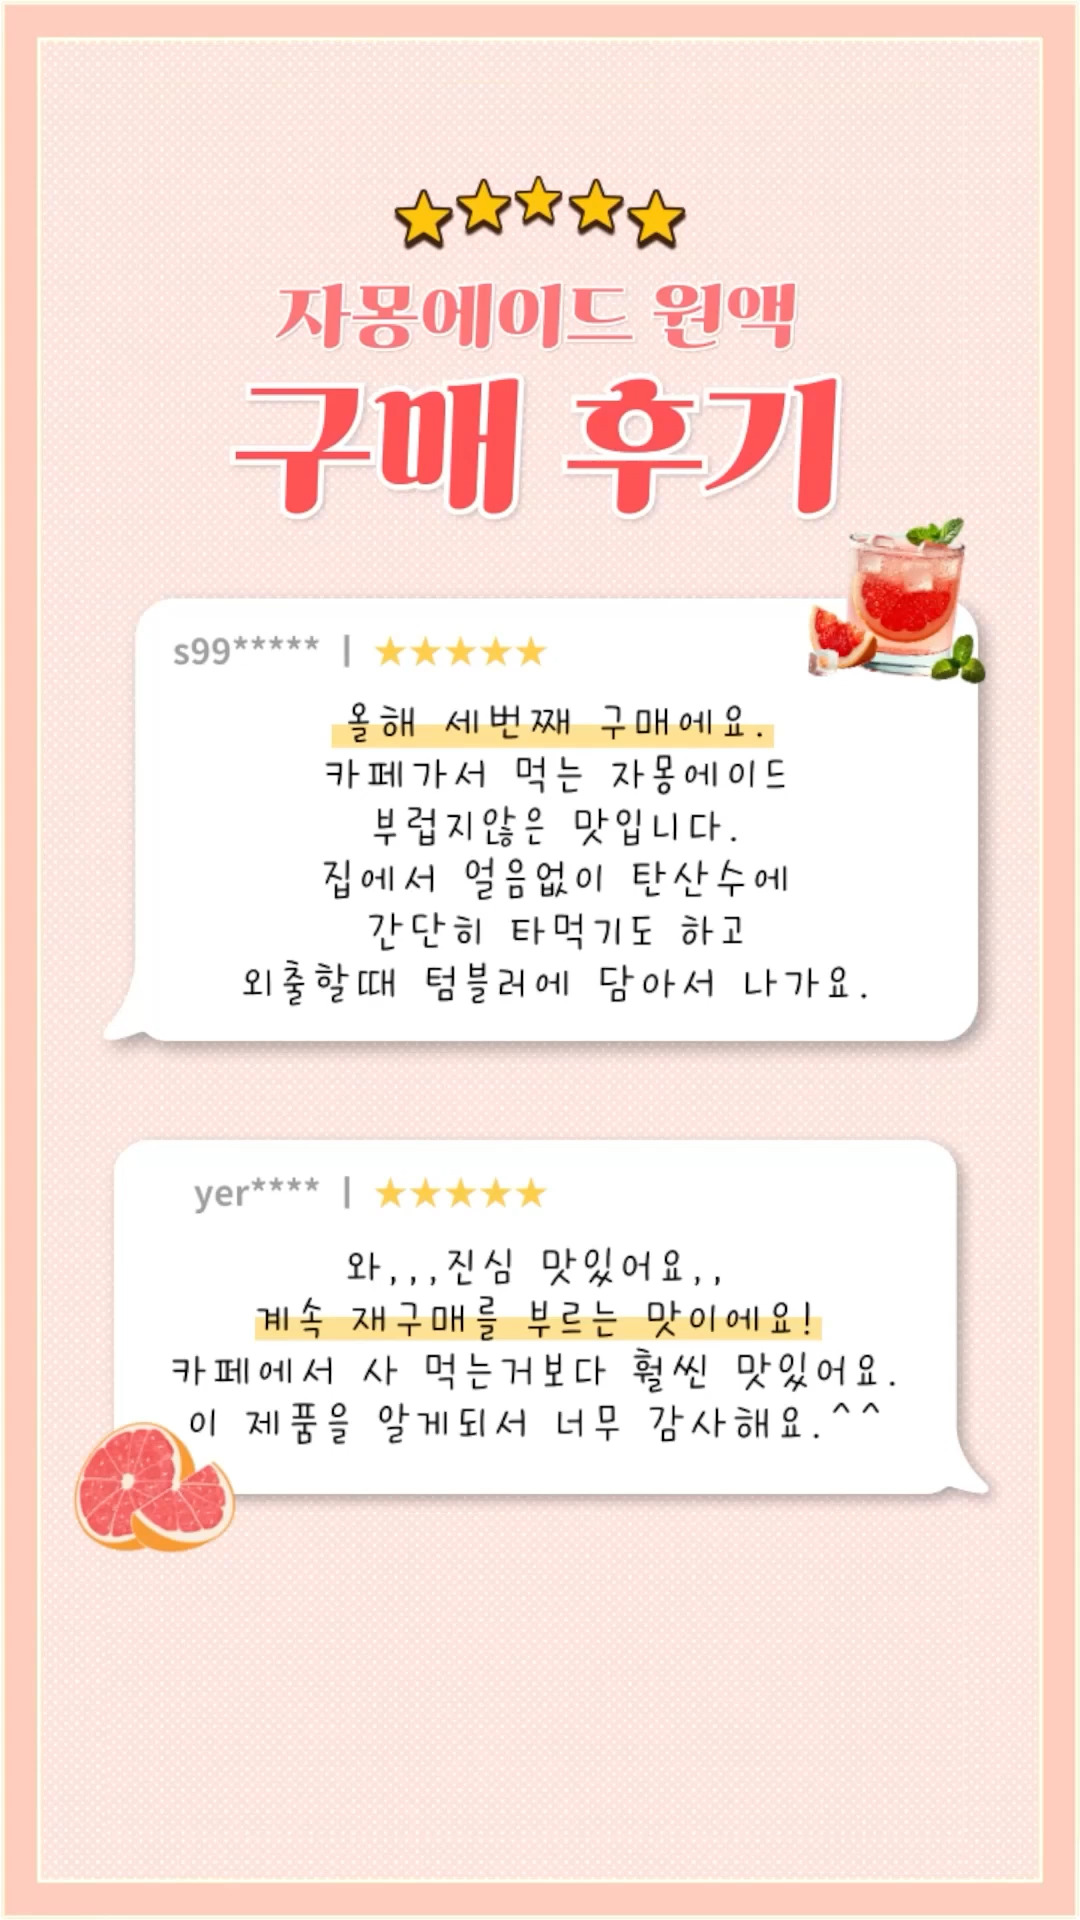 자몽에이드 원액
구매 후기
s99***** | ★★★★★
올해 세번째 구매에요.
카페가서 먹는 자몽에이드
부럽지않은 맛입니다.
집에서 얼음없이 탄산수에
간단히 타먹기도 하고
외출할때 텀블러에 담아서 나가요.
yer**** | ★★★★★
와,,,진심 맛있어요,,
계속 재구매를 부르는 맛이에요!
카페에서 사 먹는거보다 훨씬 맛있어요.
이 제품을 알게되서 너무 감사해요.^^